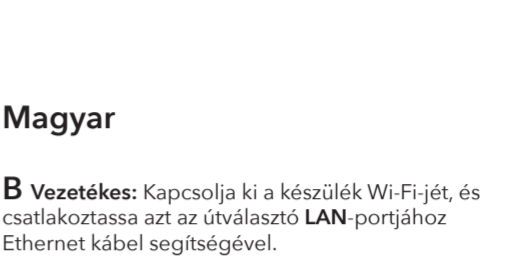 Magyar
B Vezetékes: Kapcsolja ki a készülék Wi-Fi-jét, és
csatlakoztassa azt az útválasztó LAN-portjához
Ethernet kábel segítségével.